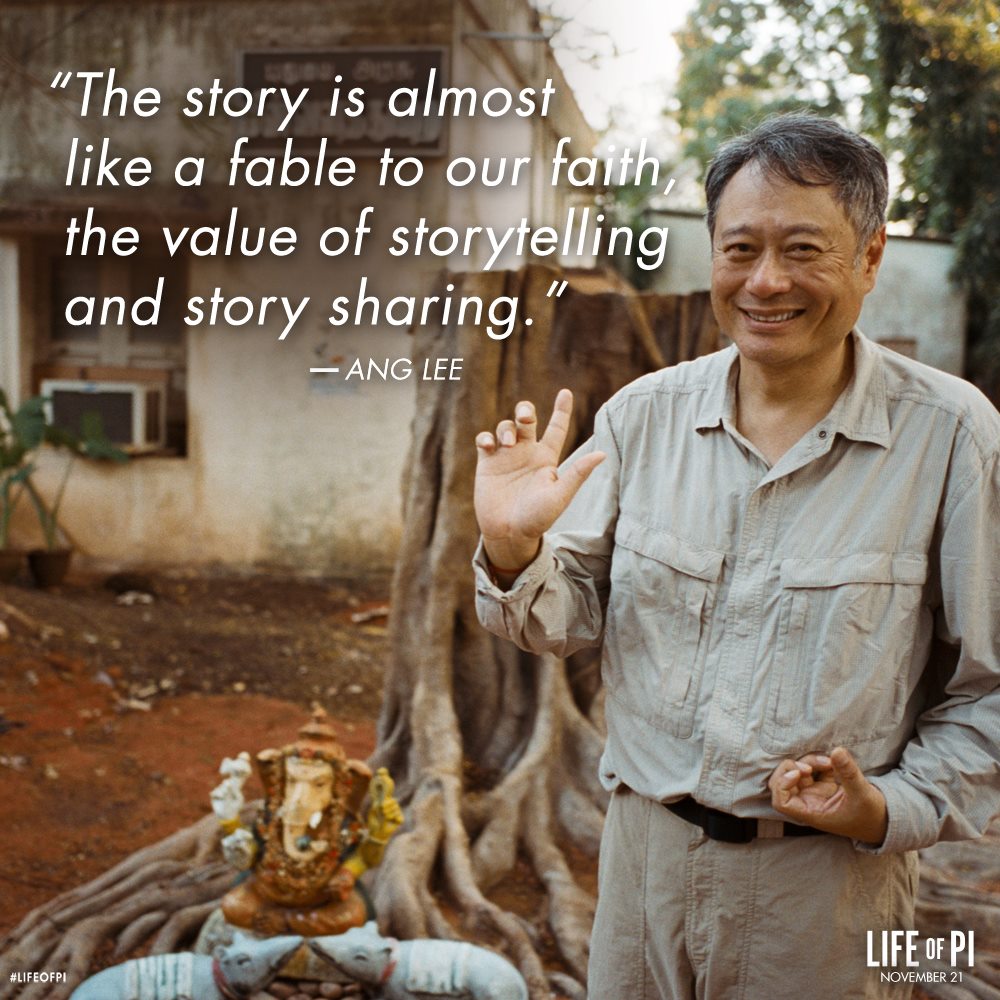 “The story is almost
like a fable to our faith,
the value of storytelling
and story sharing.”
— ANG LEE
#LIFEOFPI
LIFE OF PI
NOVEMBER 21